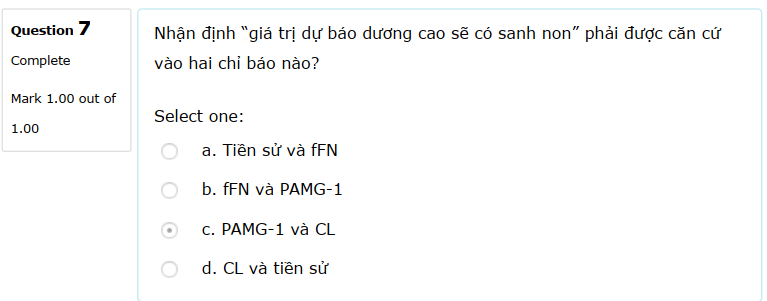 Question 7
Complete
Mark 1.00 out of
1.00
Nhận định “giá trị dự báo dương cao sẽ có sanh non” phải được căn cứ
vào hai chỉ báo nào?
Select one:
a. Tiền sử và fFN
b. fFN và PAMG-1
c. PAMG-1 và CL
d. CL và tiền sử